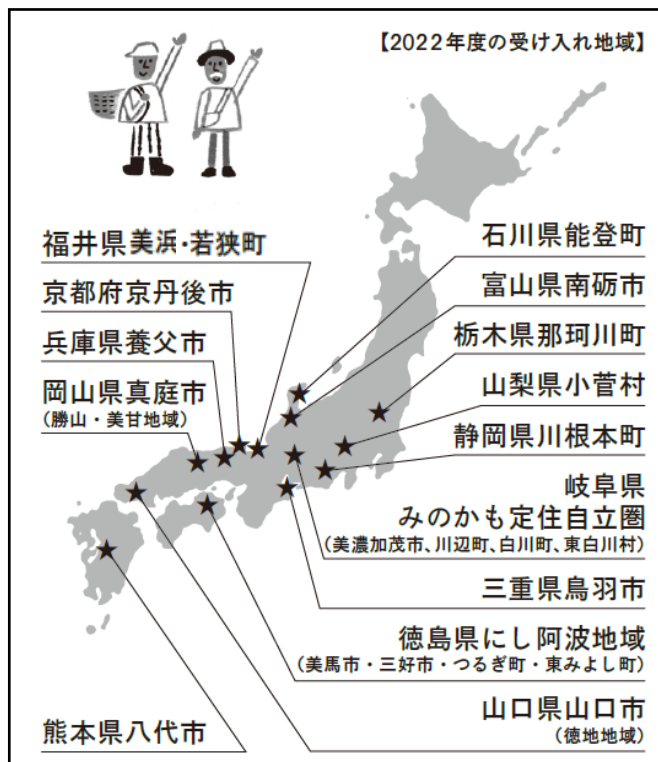 【2022年度の受け入れ地域】
福井県美浜・若狭町
京都府京丹後市
兵庫県養父市
岡山県真庭市
(勝山・美甘地域)
石川県能登町
富山県南砺市
栃木県那珂川町
山梨県小菅村
静岡県川根本町
岐阜県
みのかも定住自立圏
(美濃加茂市、川辺町、白川町、東白川村)
三重県鳥羽市
徳島県にし阿波地域
(美馬市・三好市・つるぎ町・東みよし町)
山口県山口市
(徳地地域)
熊本県八代市